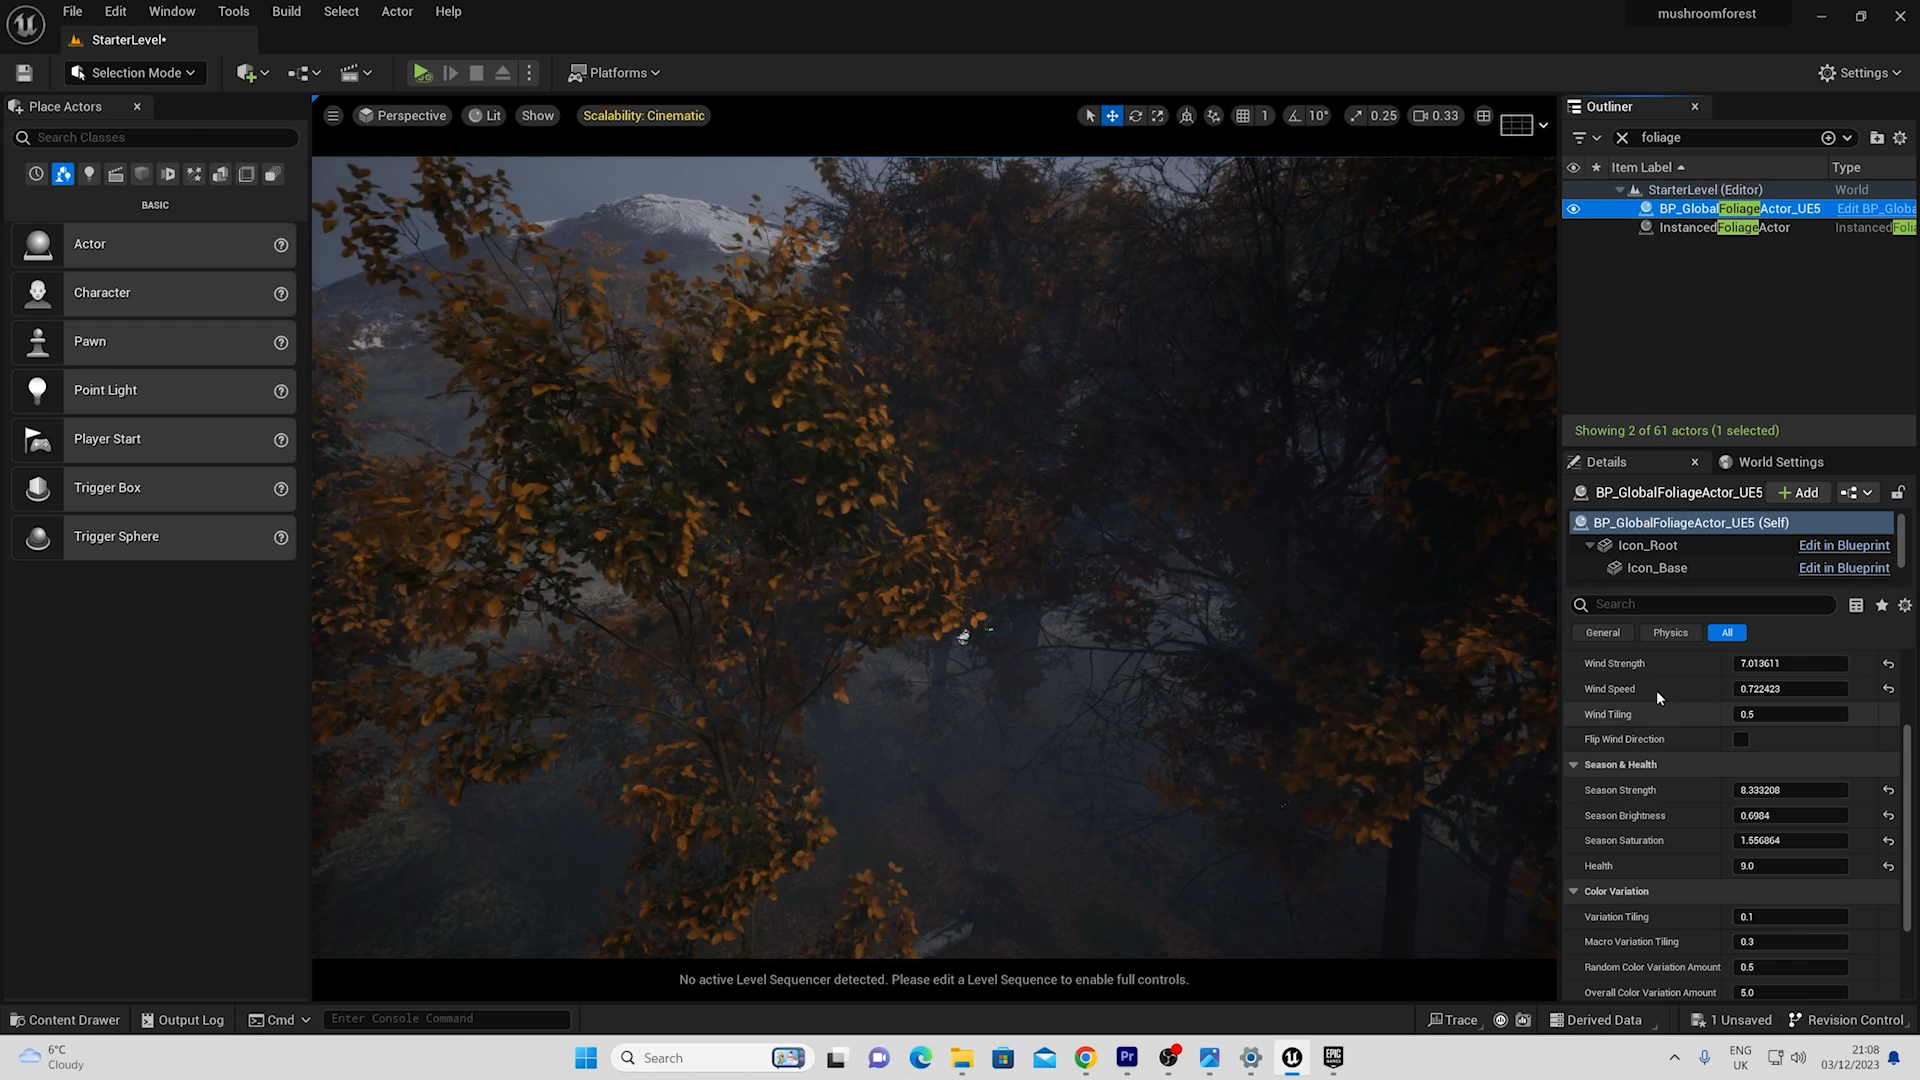 File Edit Window Tools Build Select Actor Help
mushroomforest
StarterLevel•
Selection Mode
Platforms
Settings
Place Actors
Search Classes
BASIC
Actor
Character
Pawn
Point Light
Player Start
Trigger Box
Trigger Sphere
Perspective Lit Show Scalability: Cinematic
1 10° 0.25 0.33
No active Level Sequencer detected. Please edit a Level Sequence to enable full controls.
Outliner
foliage
Item Label Type
StarterLevel (Editor) World
BP_GlobalFoliageActor_UE5 Edit BP_Globa
InstancedFoliageActor InstancedFolia
Showing 2 of 61 actors (1 selected)
Details World Settings
BP_GlobalFoliageActor_UE5 Add
BP_GlobalFoliageActor_UE5 (Self)
Icon_Root Edit in Blueprint
Icon_Base Edit in Blueprint
Search
General Physics All
Wind Strength 7.013611
Wind Speed 0.722423
Wind Tiling 0.5
Flip Wind Direction
Season & Health
Season Strength 8.333208
Season Brightness 0.6984
Season Saturation 1.556864
Health 9.0
Color Variation
Variation Tiling 0.1
Macro Variation Tiling 0.3
Random Color Variation Amount 0.5
Overall Color Variation Amount 5.0
Content Drawer Output Log Cmd Enter Console Command
Trace Derived Data 1 Unsaved Revision Control
6°C
Cloudy
Search
Pr
EPIC GAMES
ENG
UK
21:08
03/12/2023